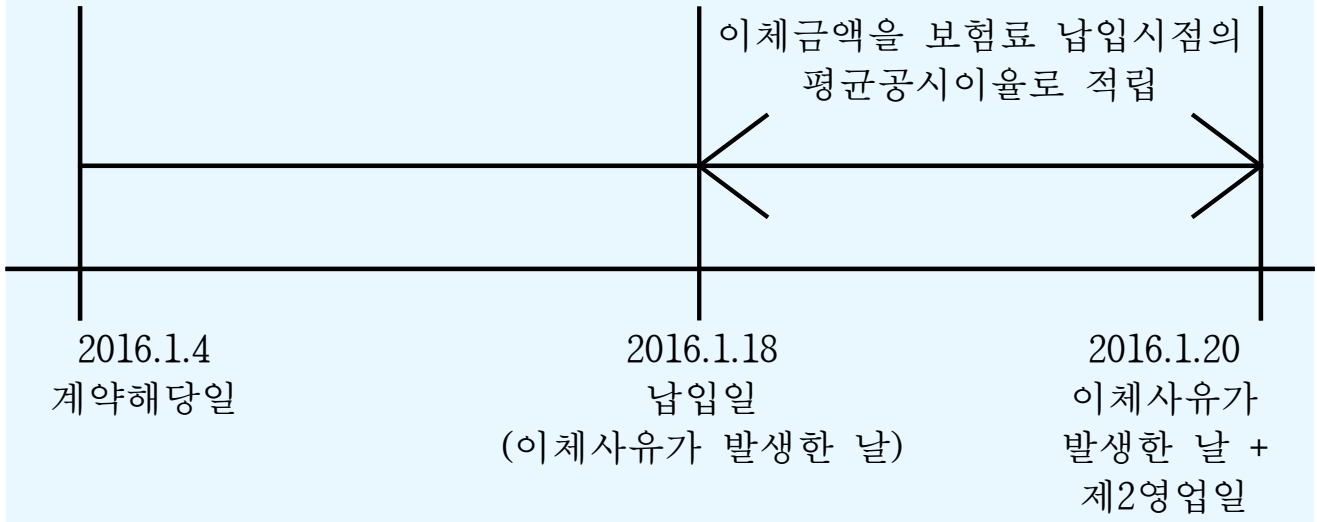 이체금액을 보험료 납입시점의
평균공시이율로 적립
2016.1.4
계약해당일
2016.1.18
납입일
(이체사유가 발생한 날)
2016.1.20
이체사유가
발생한 날 +
제2영업일